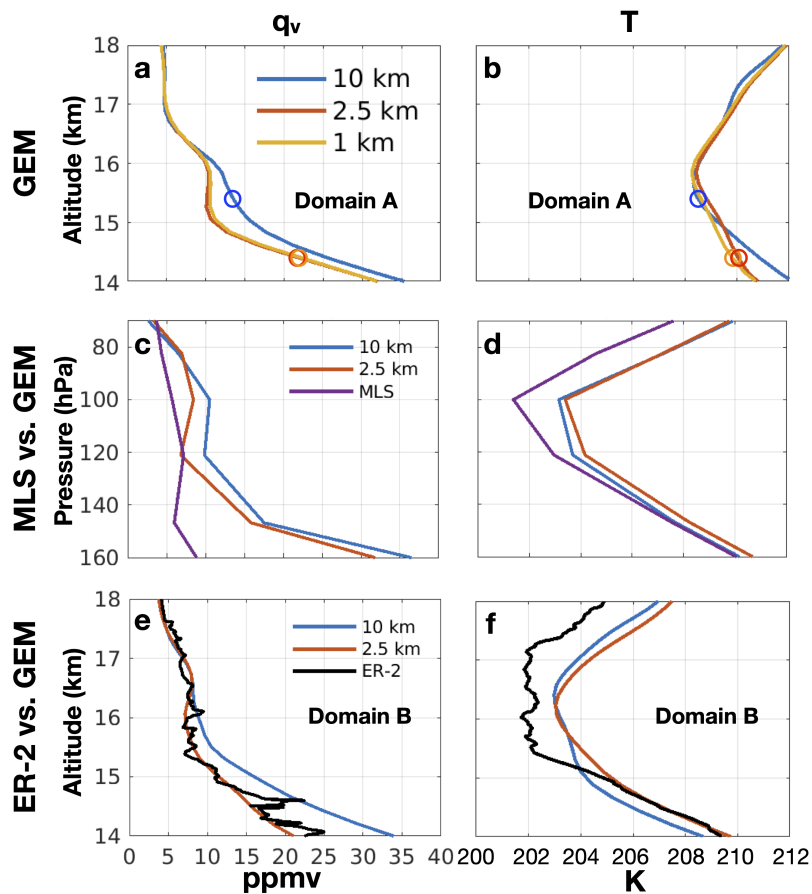 qv T
GEM
Altitude (km)
18
17
16
15
14
a
10 km
2.5 km
1 km
Domain A
b
Domain A
MLS vs. GEM
Pressure (hPa)
80
100
120
140
160
c
10 km
2.5 km
MLS
d
ER-2 vs. GEM
Altitude (km)
18
17
16
15
14
e
10 km
2.5 km
ER-2
Domain B
f
Domain B
0 5 10 15 20 25 30 35 40
ppmv
200 202 204 206 208 210 212
K